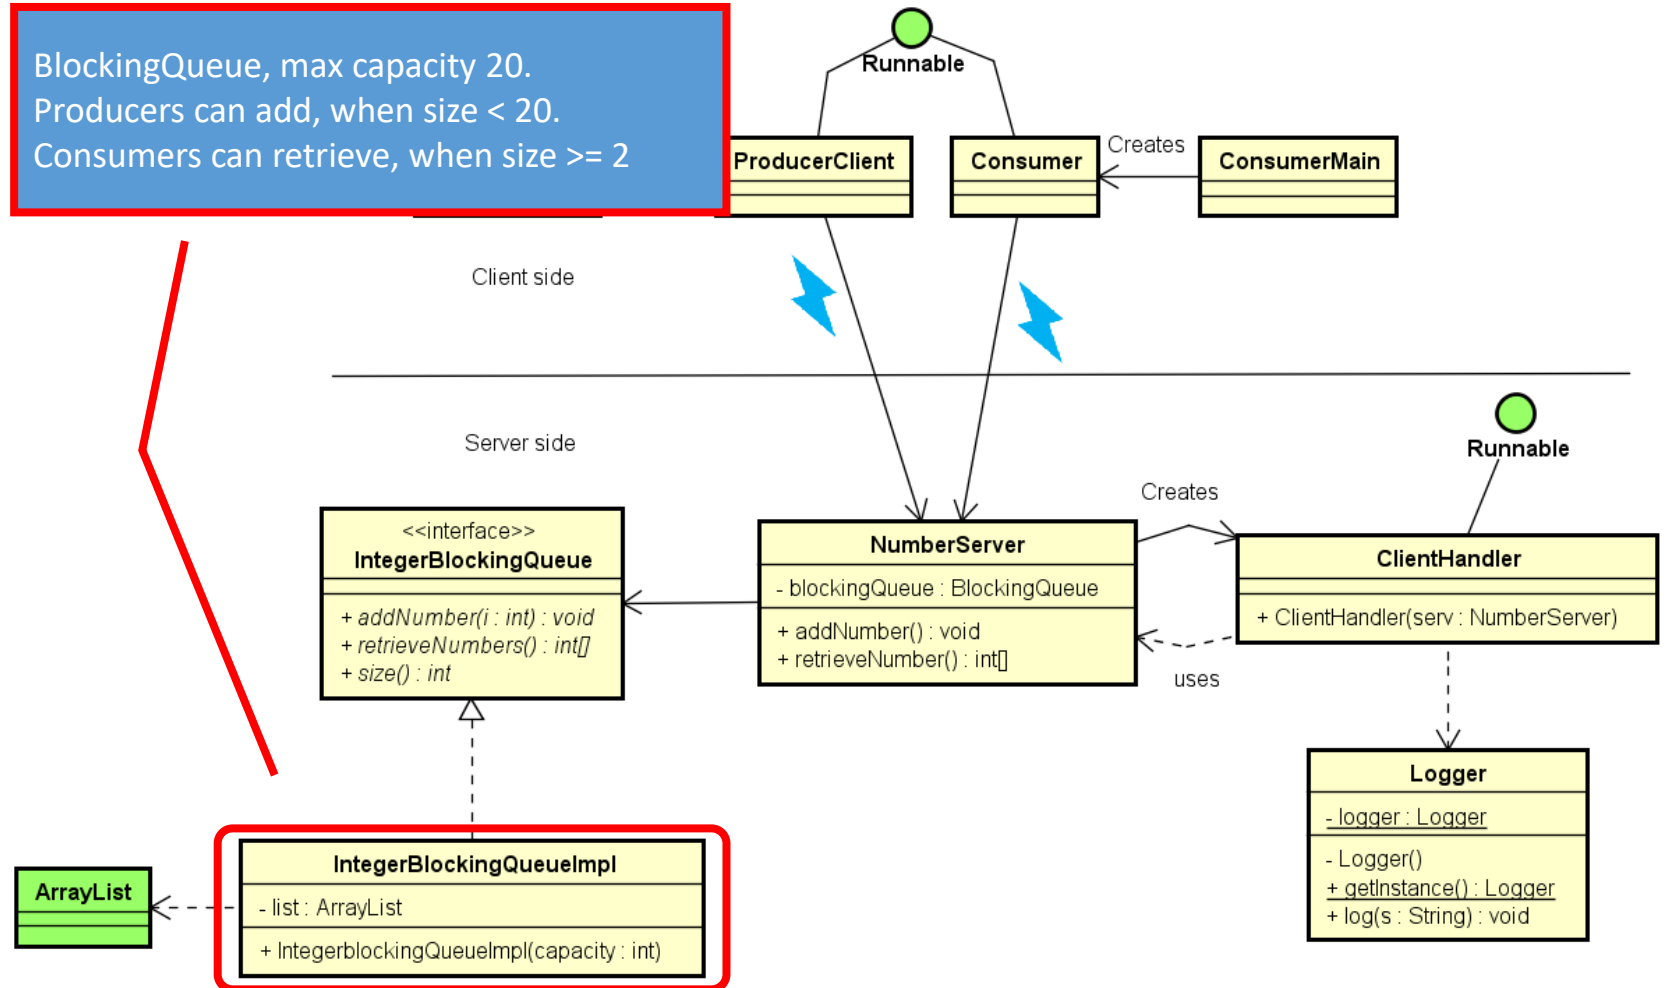 BlockingQueue, max capacity 20.
Producers can add, when size < 20.
Consumers can retrieve, when size >= 2
Runnable
ProducerClient
Consumer
Creates
ConsumerMain
Client side
Server side
Runnable
<<interface>>
IntegerBlockingQueue
+ addNumber(i : int) : void
+ retrieveNumbers() : int[]
+ size() : int
NumberServer
- blockingQueue : BlockingQueue
+ addNumber() : void
+ retrieveNumber() : int[]
Creates
uses
ClientHandler
+ ClientHandler(serv : NumberServer)
Logger
- logger : Logger
- Logger()
+ getInstance() : Logger
+ log(s : String) : void
ArrayList
IntegerBlockingQueueImpl
- list : ArrayList
+ IntegerblockingQueueImpl(capacity : int)